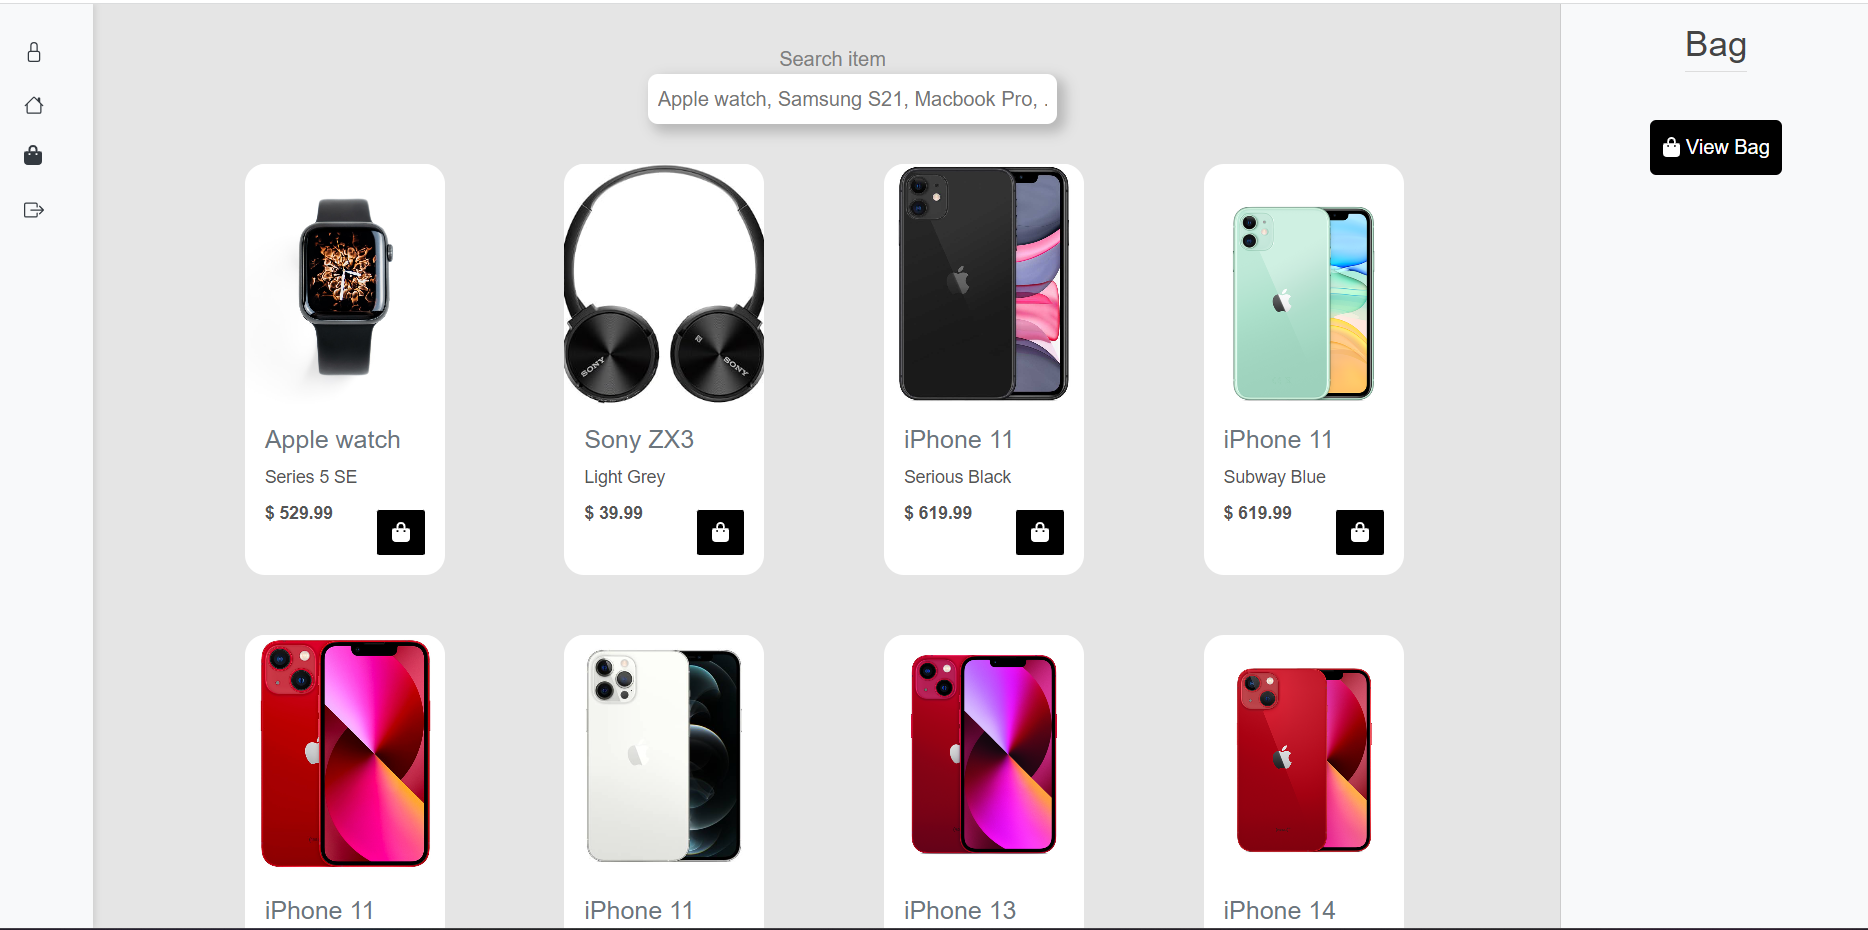 Search item
Apple watch, Samsung S21, Macbook Pro, .
Bag
View Bag
SONY
SONY
Apple watch
Series 5 SE
$ 529.99
Sony ZX3
Light Grey
$ 39.99
iPhone 11
Serious Black
$ 619.99
iPhone 11
Subway Blue
$ 619.99
iPhone 11
iPhone 11
iPhone 13
iPhone 14